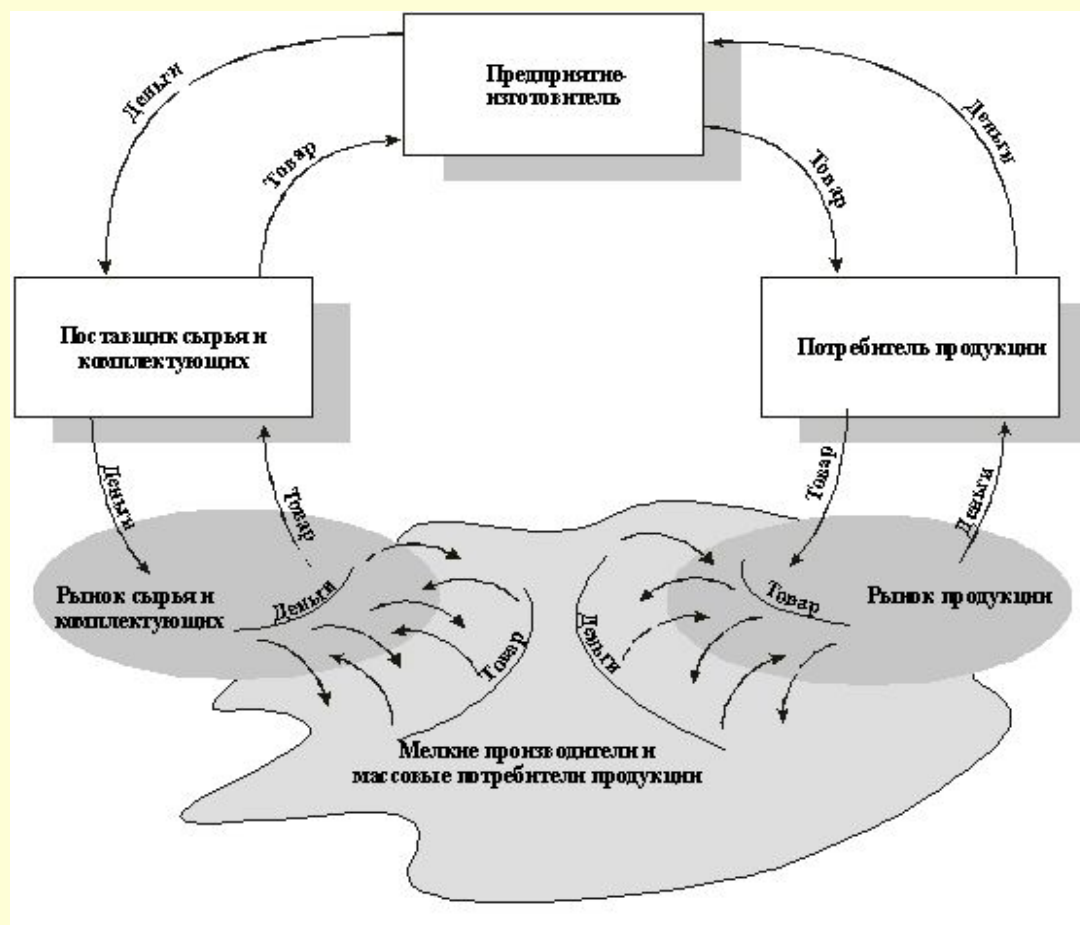 Предприятие-
изготовитель
Деньги
Товар
Товар
Деньги
Поставщик сырья и
комплектующих
Потребитель продукции
Деньги
Товар
Товар
Деньги
Рынок сырья и
комплектующих
Деньги
Товар
Деньги
Товар
Рынок продукции
Мелкие производители и
массовые потребители продукции